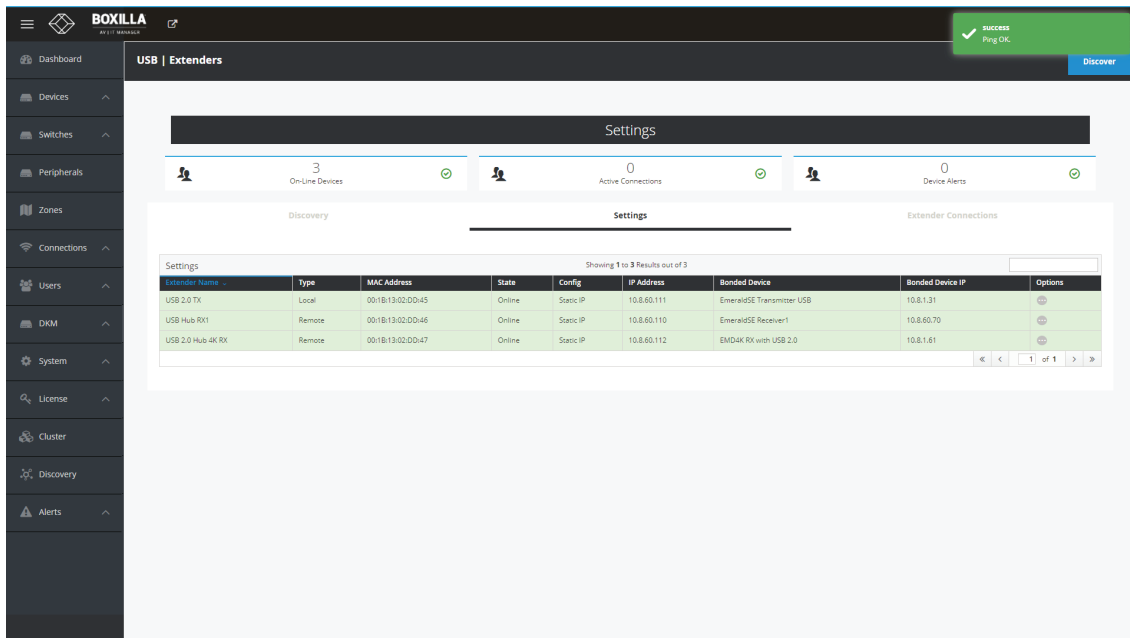 BOXILLA
AV|IT MANAGER
success
Ping OK.
USB | Extenders
Discover
Dashboard
Devices
Switches
Peripherals
Zones
Connections
Users
DKM
System
License
Cluster
Discovery
Alerts
Settings
3
On-Line Devices
0
Active Connections
0
Device Alerts
Discovery
Settings
Extender Connections
Settings
Showing 1 to 3 Results out of 3
Extender Name Type MAC Address State Config IP Address Bonded Device Bonded Device IP Options
USB 2.0 TX Local 00:1B:13:02:DD:45 Online Static IP 10.8.60.111 EmeraldSE Transmitter USB 10.8.1.31
USB Hub RX1 Remote 00:1B:13:02:DD:46 Online Static IP 10.8.60.110 EmeraldSE Receiver1 10.8.60.70
USB 2.0 Hub 4K RX Remote 00:1B:13:02:DD:47 Online Static IP 10.8.60.112 EMD4K RX with USB 2.0 10.8.1.61
« < 1 of 1 > »